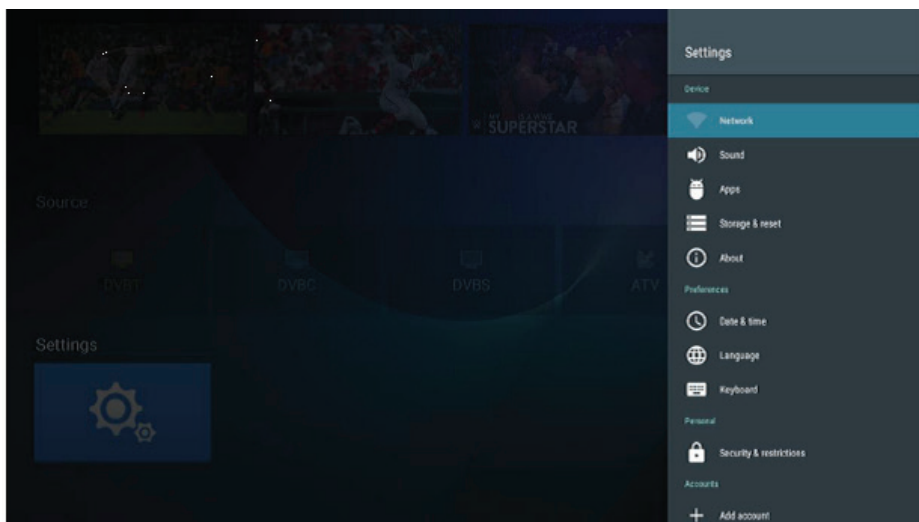 SUPERSTAR
Source
DVBT
DVBC
DVBS
ATV
Settings
Settings
Device
Network
Sound
Apps
Storage & reset
About
Preferences
Date & time
Language
Keyboard
Personal
Security & restrictions
Accounts
Add account